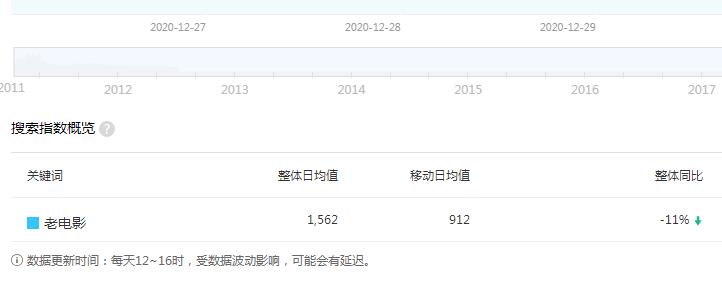 2020-12-27 2020-12-28 2020-12-29
2011 2012 2013 2014 2015 2016 2017
搜索指数概览 ?
关键词 整体日均值 移动日均值 整体同比
老电影 1,562 912 -11%
数据更新时间：每天12~16时，受数据波动影响，可能会有延迟。